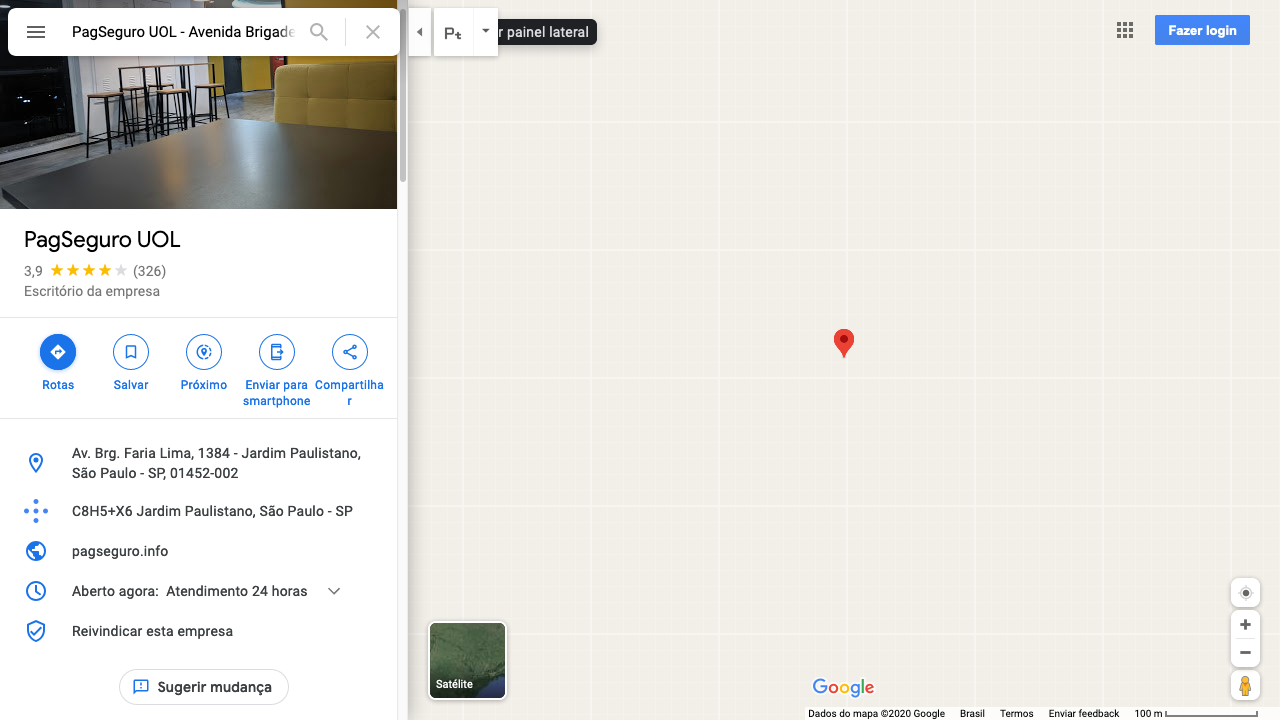 PagSeguro UOL - Avenida Brigade
r painel lateral
Fazer login
PagSeguro UOL
3,9 (326)
Escritório da empresa
Rotas
Salvar
Próximo
Enviar para
smartphone
Compartilha
r
Av. Brg. Faria Lima, 1384 - Jardim Paulistano,
São Paulo - SP, 01452-002
C8H5+X6 Jardim Paulistano, São Paulo - SP
pagseguro.info
Aberto agora: Atendimento 24 horas
Reivindicar esta empresa
Sugerir mudança
Satélite
Google
Dados do mapa ©2020 Google Brasil Termos Enviar feedback 100 m